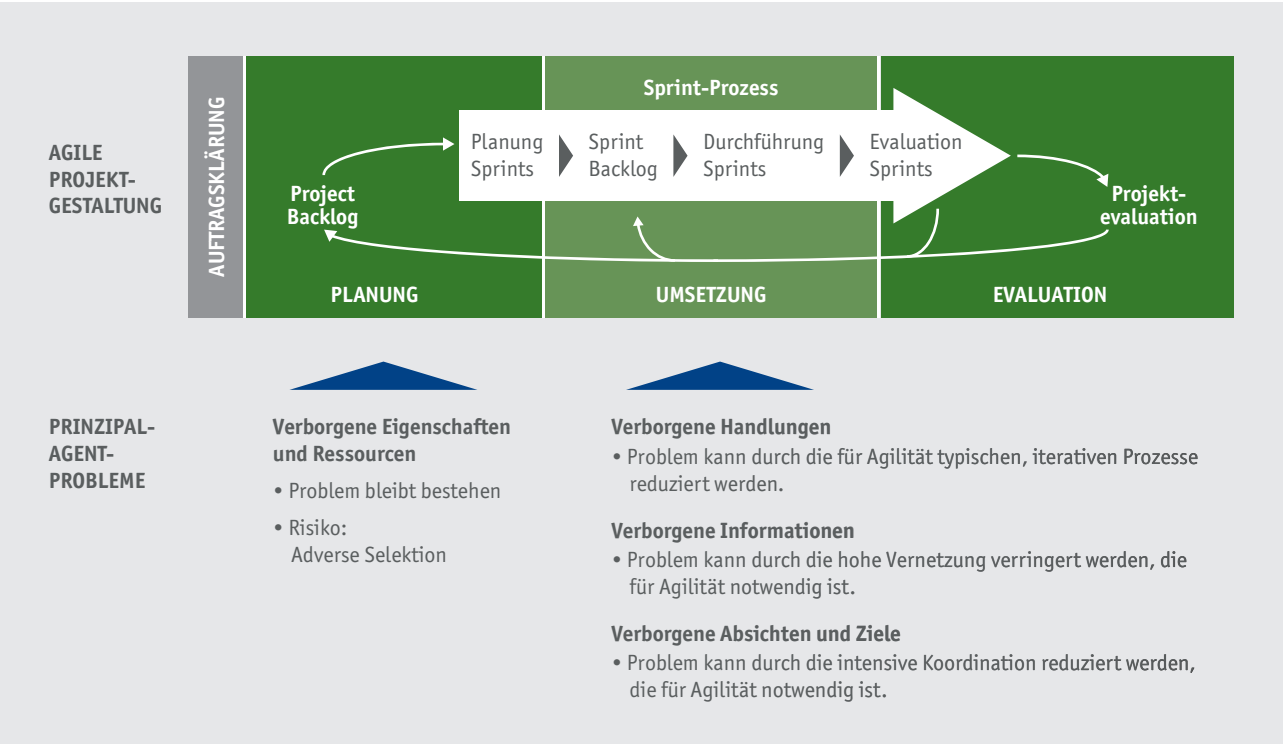 AGILE
PROJEKT-
GESTALTUNG
AUFTRAGSKLÄRUNG
Sprint-Prozess
Project
Backlog
Planung
Sprints
Sprint
Backlog
Durchführung
Sprints
Evaluation
Sprints
Projekt-
evaluation
PLANUNG
UMSETZUNG
EVALUATION
PRINZIPAL-
AGENT-
PROBLEME
Verborgene Eigenschaften
und Ressourcen
• Problem bleibt bestehen
• Risiko:
Adverse Selektion
Verborgene Handlungen
• Problem kann durch die für Agilität typischen, iterativen Prozesse
reduziert werden.
Verborgene Informationen
• Problem kann durch die hohe Vernetzung verringert werden, die
für Agilität notwendig ist.
Verborgene Absichten und Ziele
• Problem kann durch die intensive Koordination reduziert werden,
die für Agilität notwendig ist.